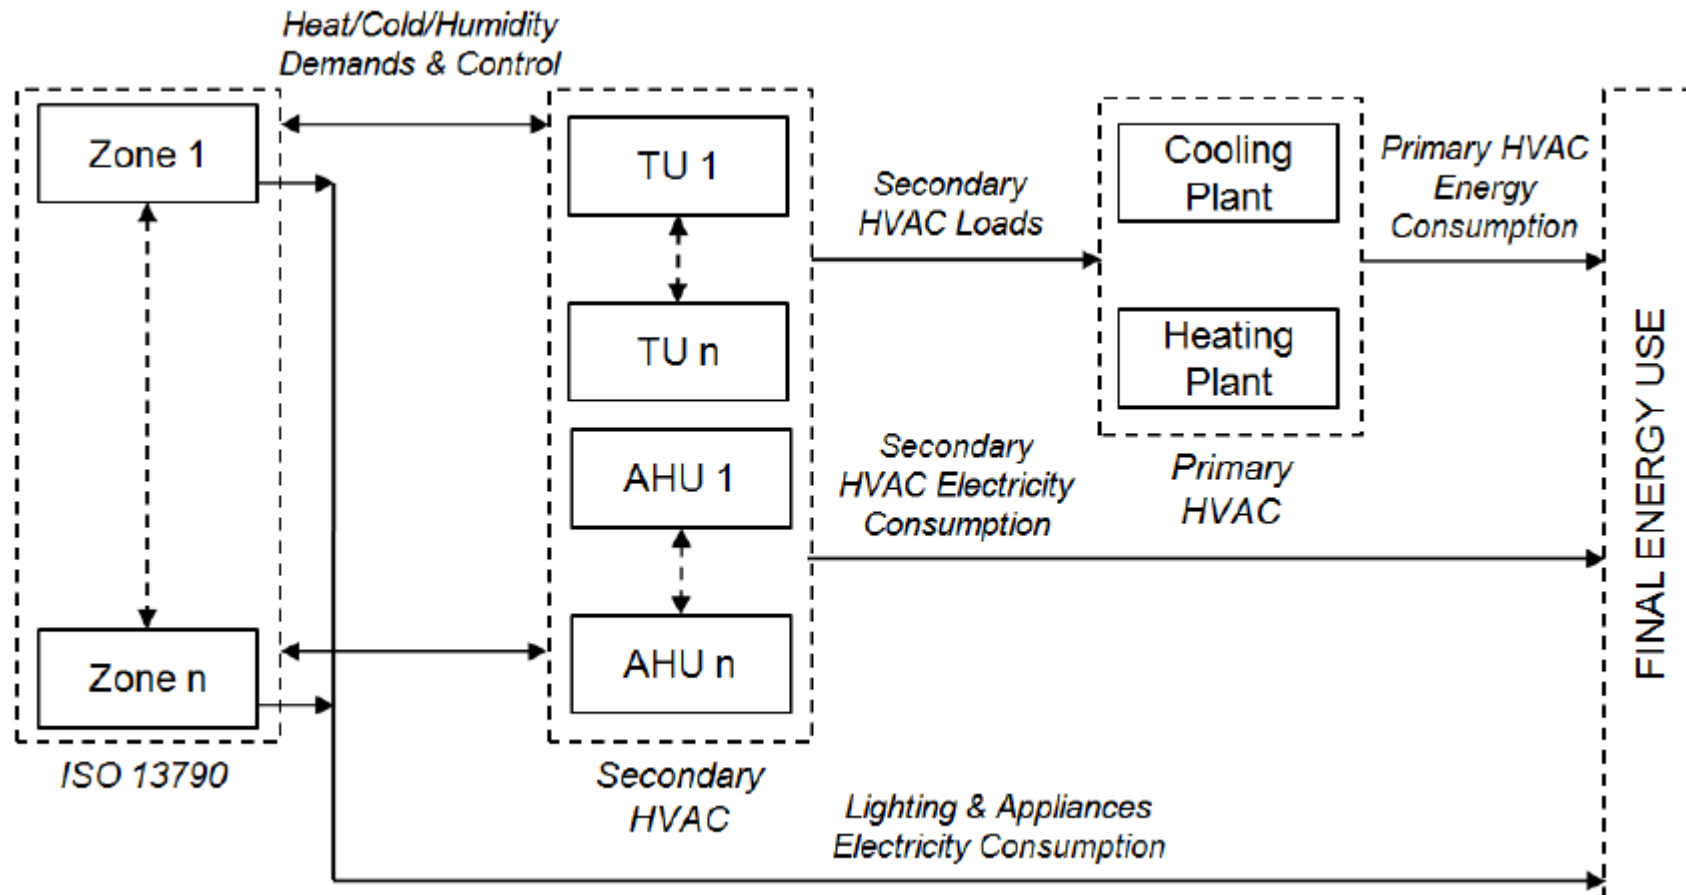 Heat/Cold/Humidity
Demands & Control
Zone 1
Zone n
ISO 13790
TU 1
TU n
AHU 1
AHU n
Secondary
HVAC
Secondary
HVAC Loads
Cooling
Plant
Heating
Plant
Primary
HVAC
Primary HVAC
Energy
Consumption
Secondary
HVAC Electricity
Consumption
Lighting & Appliances
Electricity Consumption
FINAL ENERGY USE